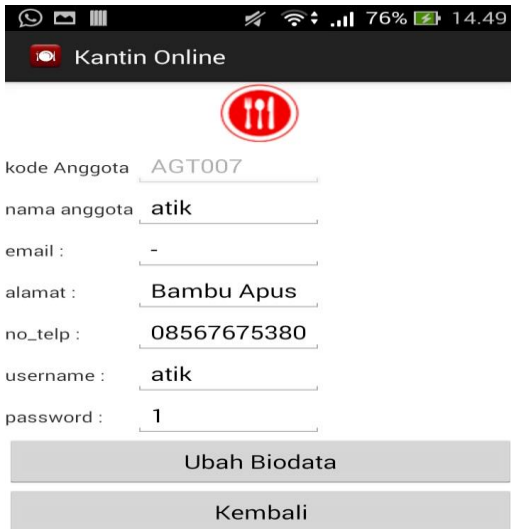 76% 14.49
Kantin Online
kode Anggota AGT007
nama anggota atik
email : -
alamat : Bambu Apus
no_telp : 08567675380
username : atik
password : 1
Ubah Biodata
Kembali